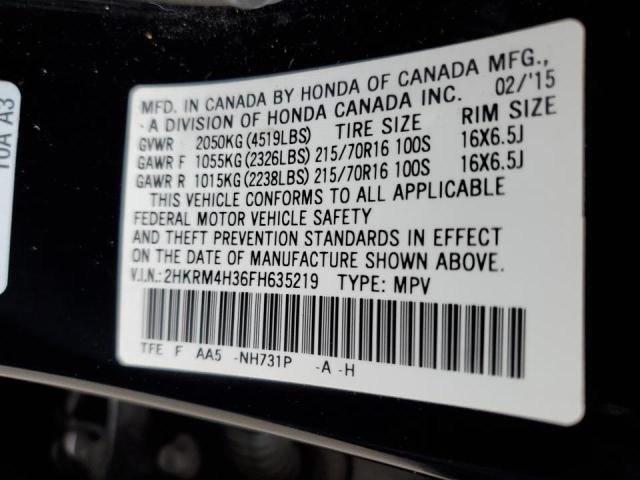 MFD. IN CANADA BY HONDA OF CANADA MFG.,
-A DIVISION OF HONDA CANADA INC. 02/'15
GVWR 2050KG(4519LBS) TIRE SIZE RIM SIZE
GAWR F 1055KG(2326LBS) 215/70R16 100S 16X6.5J
GAWR R 1015KG(2238LBS) 215/70R16 100S 16X6.5J
THIS VEHICLE CONFORMS TO ALL APPLICABLE
FEDERAL MOTOR VEHICLE SAFETY
AND THEFT PREVENTION STANDARDS IN EFFECT
ON THE DATE OF MANUFACTURE SHOWN ABOVE.
V.I.N.:2HKRM4H36FH635219 TYPE: MPV
TFE F AA5 -NH731P -A -H
10A A3